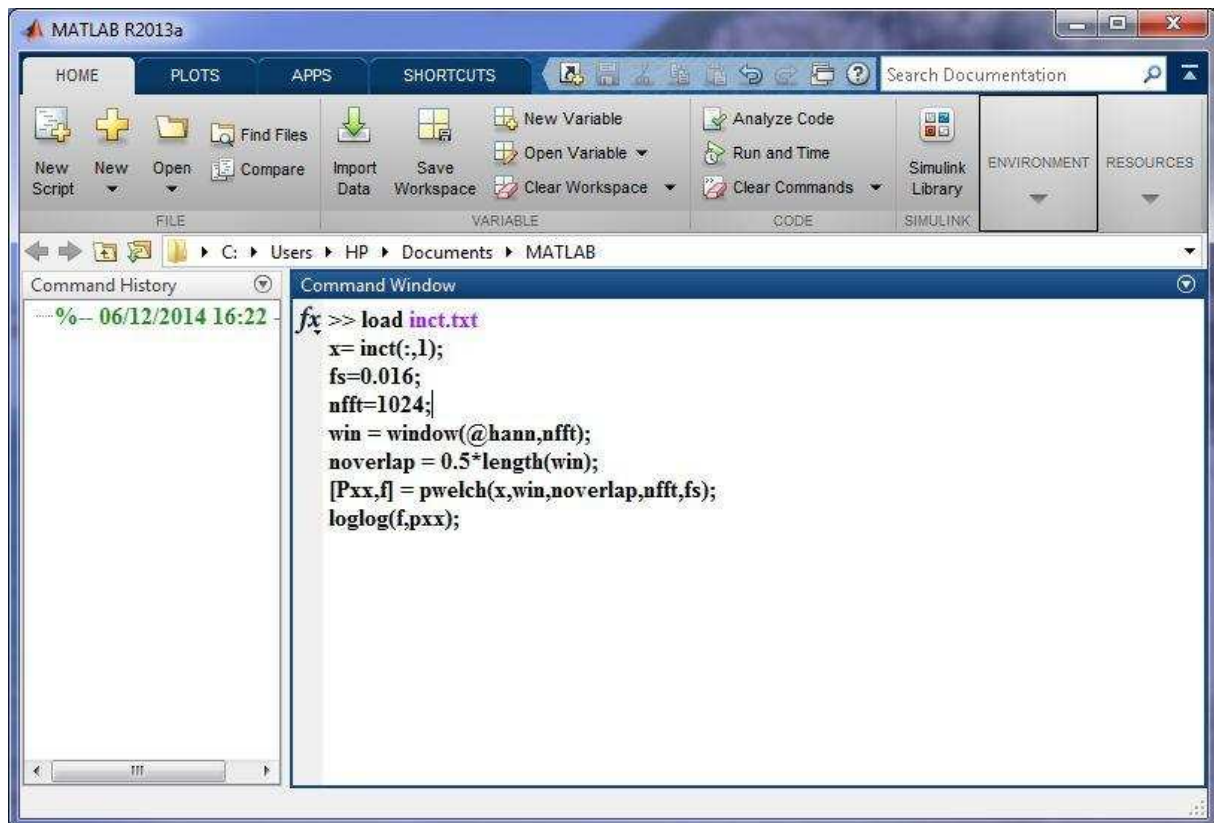 MATLAB R2013a
HOME PLOTS APPS SHORTCUTS Search Documentation
New Script
New
Open
Find Files
Compare
FILE
Import Data
Save Workspace
New Variable
Open Variable
Clear Workspace
VARIABLE
Analyze Code
Run and Time
Clear Commands
CODE
Simulink Library
SIMULINK
ENVIRONMENT
RESOURCES
C: Users HP Documents MATLAB
Command History
%-- 06/12/2014 16:22 -
Command Window
fx >> load inct.txt
x= inct(:,1);
fs=0.016;
nfft=1024;
win = window(@hann,nfft);
noverlap = 0.5*length(win);
[Pxx,f] = pwelch(x,win,noverlap,nfft,fs);
loglog(f,pxx);